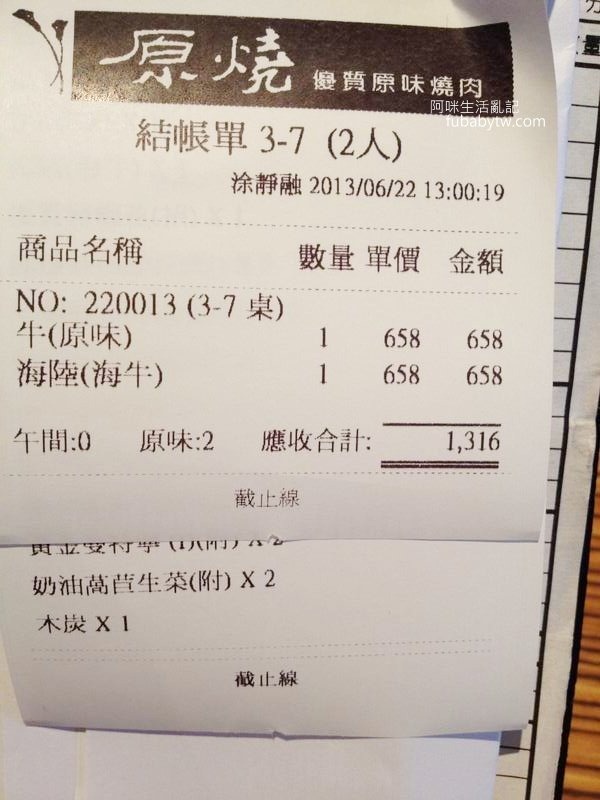 原燒 優質原味燒肉
阿咪生活亂記
fubabytw.com
結帳單 3-7 (2人)
涂靜融 2013/06/22 13:00:19
商品名稱 數量 單價 金額
NO: 220013 (3-7 桌)
牛(原味) 1 658 658
海陸(海牛) 1 658 658
午間:0 原味:2 應收合計: 1,316
截止線
奶油萵苣生菜(附) X 2
木炭 X 1
截止線